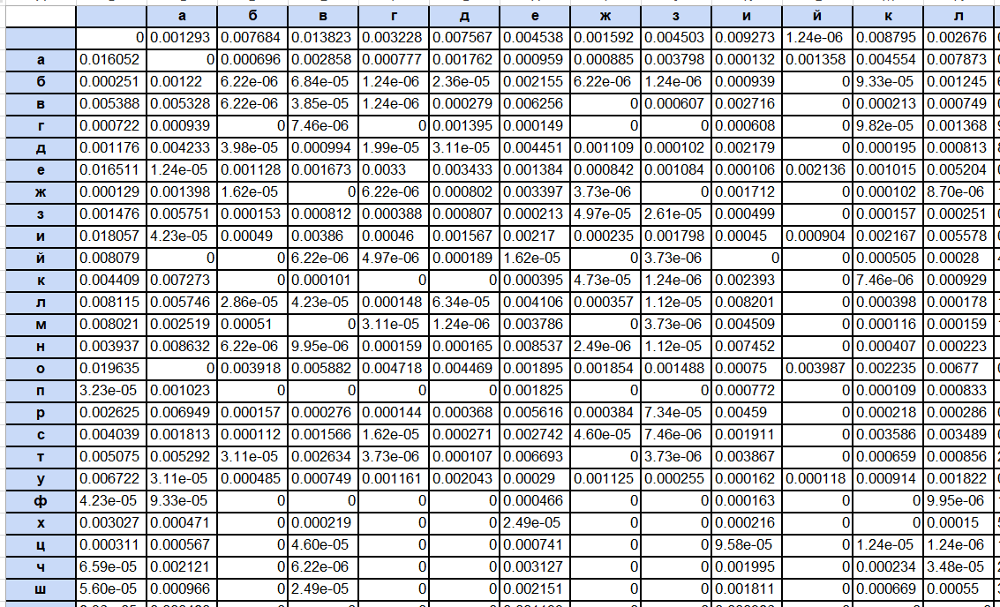 а б в г д е ж з и й к л
0 0.001293 0.007684 0.013823 0.003228 0.007567 0.004538 0.001592 0.004503 0.009273 1.24e-06 0.008795 0.002676
а 0.016052 0 0.000696 0.002858 0.000777 0.001762 0.000959 0.000885 0.003798 0.000132 0.001358 0.004554 0.007873
б 0.000251 0.00122 6.22e-06 6.84e-05 1.24e-06 2.36e-05 0.002155 6.22e-06 1.24e-06 0.000939 0 9.33e-05 0.001245
в 0.005388 0.005328 6.22e-06 3.85e-05 1.24e-06 0.000279 0.006256 0 0.000607 0.002716 0 0.000213 0.000749
г 0.000722 0.000939 0 7.46e-06 0 0.001395 0.000149 0 0 0.000608 0 9.82e-05 0.001368
д 0.001176 0.004233 3.98e-05 0.000994 1.99e-05 3.11e-05 0.004451 0.001109 0.000102 0.002179 0 0.000195 0.000813
е 0.016511 1.24e-05 0.001128 0.001673 0.0033 0.003433 0.001384 0.000842 0.001084 0.000106 0.002136 0.001015 0.005204
ж 0.000129 0.001398 1.62e-05 0 6.22e-06 0.000802 0.003397 3.73e-06 0 0.001712 0 0.000102 8.70e-06
з 0.001476 0.005751 0.000153 0.000812 0.000388 0.000807 0.000213 4.97e-05 2.61e-05 0.000499 0 0.000157 0.000251
и 0.018057 4.23e-05 0.00049 0.00386 0.00046 0.001567 0.00217 0.000235 0.001798 0.00045 0.000904 0.002167 0.005578
й 0.008079 0 0 6.22e-06 4.97e-06 0.000189 1.62e-05 0 3.73e-06 0 0 0.000505 0.00028
к 0.004409 0.007273 0 0.000101 0 0 0.000395 4.73e-05 1.24e-06 0.002393 0 7.46e-06 0.000929
л 0.008115 0.005746 2.86e-05 4.23e-05 0.000148 6.34e-05 0.004106 0.000357 1.12e-05 0.008201 0 0.000398 0.000178
м 0.008021 0.002519 0.00051 0 3.11e-05 1.24e-06 0.003786 0 3.73e-06 0.004509 0 0.000116 0.000159
н 0.003937 0.008632 6.22e-06 9.95e-06 0.000159 0.000165 0.008537 2.49e-06 1.12e-05 0.007452 0 0.000407 0.000223
о 0.019635 0 0.003918 0.005882 0.004718 0.004469 0.001895 0.001854 0.001488 0.00075 0.003987 0.002235 0.00677
п 3.23e-05 0.001023 0 0 0 0 0.001825 0 0 0.000772 0 0.000109 0.000833
р 0.002625 0.006949 0.000157 0.000276 0.000144 0.000368 0.005616 0.000384 7.34e-05 0.00459 0 0.000218 0.000286
с 0.004039 0.001813 0.000112 0.001566 1.62e-05 0.000271 0.002742 4.60e-05 7.46e-06 0.001911 0 0.003586 0.003489
т 0.005075 0.005292 3.11e-05 0.002634 3.73e-06 0.000107 0.006693 0 3.73e-06 0.003867 0 0.000659 0.000856
у 0.006722 3.11e-05 0.000485 0.000749 0.001161 0.002043 0.00029 0.001125 0.000255 0.000162 0.000118 0.000914 0.001822
ф 4.23e-05 9.33e-05 0 0 0 0 0.000466 0 0 0.000163 0 0 9.95e-06
х 0.003027 0.000471 0 0.000219 0 0 2.49e-05 0 0 0.000216 0 0 0.00015
ц 0.000311 0.000567 0 4.60e-05 0 0 0.000741 0 0 9.58e-05 0 1.24e-05 1.24e-06
ч 6.59e-05 0.002121 0 6.22e-06 0 0 0.003127 0 0 0.001995 0 0.000234 3.48e-05
ш 5.60e-05 0.000966 0 2.49e-05 0 0 0.002151 0 0 0.001811 0 0.000669 0.00055